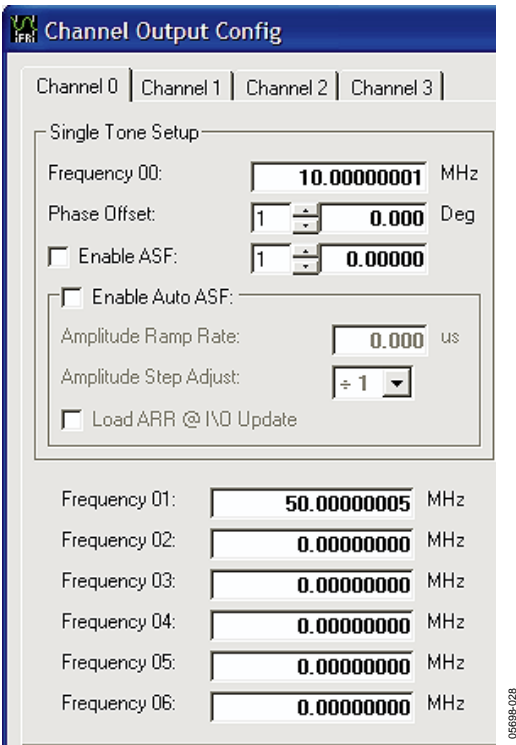 iFRi Channel Output Config
Channel 0 Channel 1 Channel 2 Channel 3
Single Tone Setup
Frequency 00: 10.00000001 MHz
Phase Offset: 1 0.000 Deg
Enable ASF: 1 0.00000
Enable Auto ASF:
Amplitude Ramp Rate: 0.000 us
Amplitude Step Adjust: ÷ 1
Load ARR @ I\O Update
Frequency 01: 50.00000005 MHz
Frequency 02: 0.00000000 MHz
Frequency 03: 0.00000000 MHz
Frequency 04: 0.00000000 MHz
Frequency 05: 0.00000000 MHz
Frequency 06: 0.00000000 MHz
05698-028